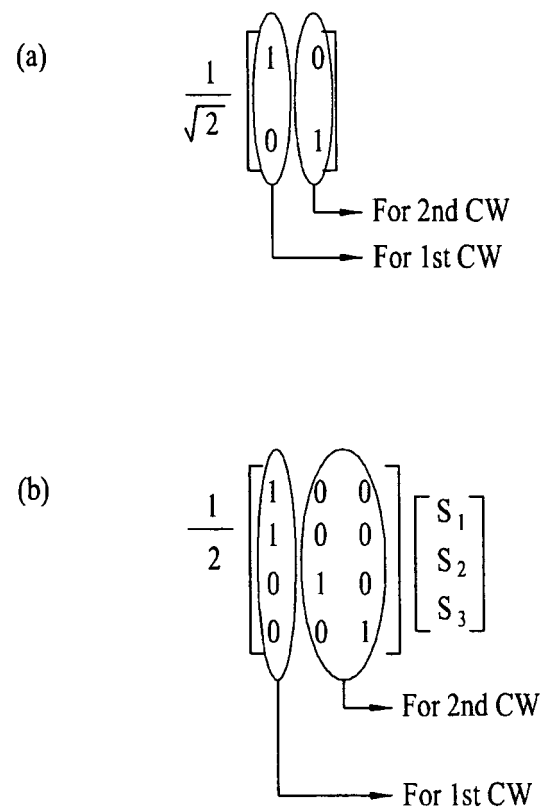 (a)
1
√2
1 0
0 1
For 2nd CW
For 1st CW
(b)
1
2
1 0 0
1 0 0
0 1 0
0 0 1
S1
S2
S3
For 2nd CW
For 1st CW